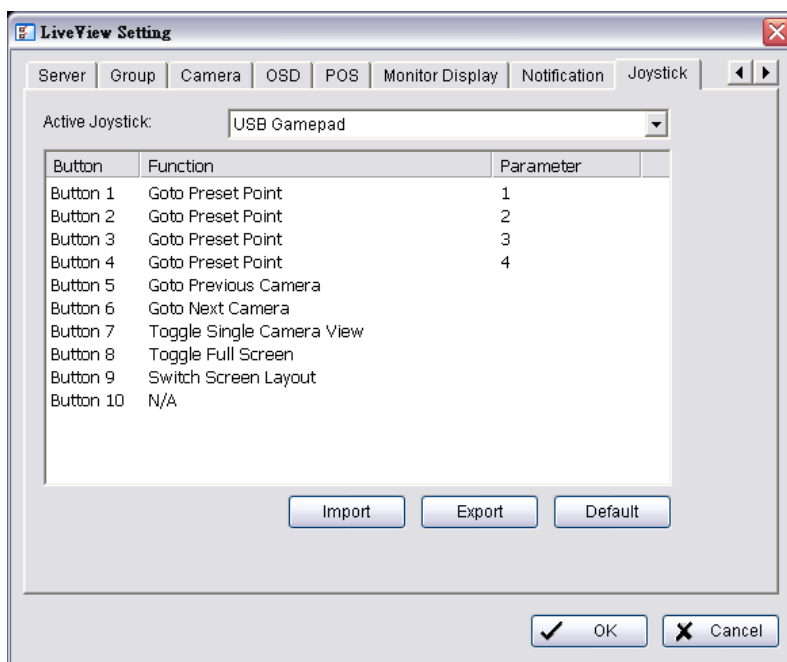 LiveView Setting
Server Group Camera OSD POS Monitor Display Notification Joystick
Active Joystick: USB Gamepad
Button Function Parameter
Button 1 Goto Preset Point 1
Button 2 Goto Preset Point 2
Button 3 Goto Preset Point 3
Button 4 Goto Preset Point 4
Button 5 Goto Previous Camera
Button 6 Goto Next Camera
Button 7 Toggle Single Camera View
Button 8 Toggle Full Screen
Button 9 Switch Screen Layout
Button 10 N/A
Import Export Default
OK Cancel